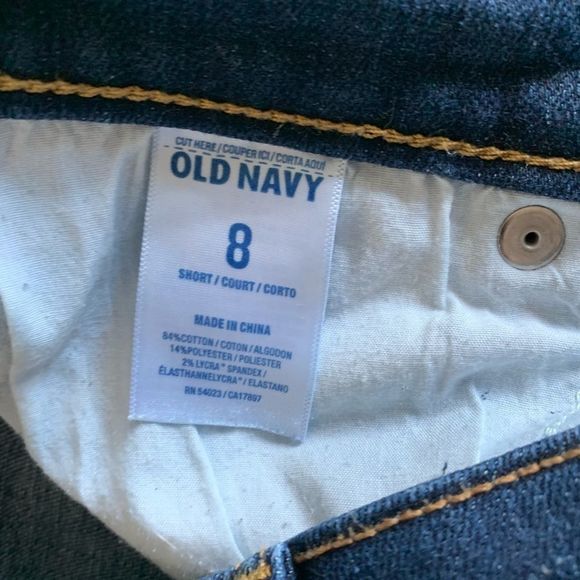 CUT HERE / COUPER ICI / CORTA AQUÍ
OLD NAVY
8
SHORT / COURT / CORTO
MADE IN CHINA
84%COTTON / COTON / ALGODON
14%POLYESTER / POLIESTER
2% LYCRA® SPANDEX /
ÉLASTHANNELYCRA® / ELASTANO
RN 54023 / CA17897